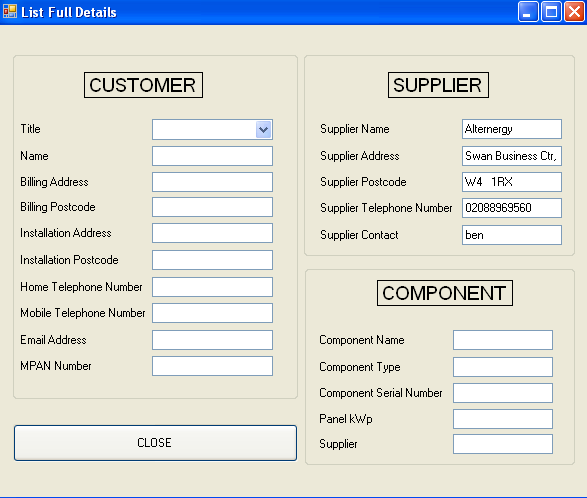 List Full Details
CUSTOMER
Title
Name
Billing Address
Billing Postcode
Installation Address
Installation Postcode
Home Telephone Number
Mobile Telephone Number
Email Address
MPAN Number
CLOSE
SUPPLIER
Supplier Name Alternergy
Supplier Address Swan Business Ctr,
Supplier Postcode W4 1RX
Supplier Telephone Number 02088969560
Supplier Contact ben
COMPONENT
Component Name
Component Type
Component Serial Number
Panel kWp
Supplier